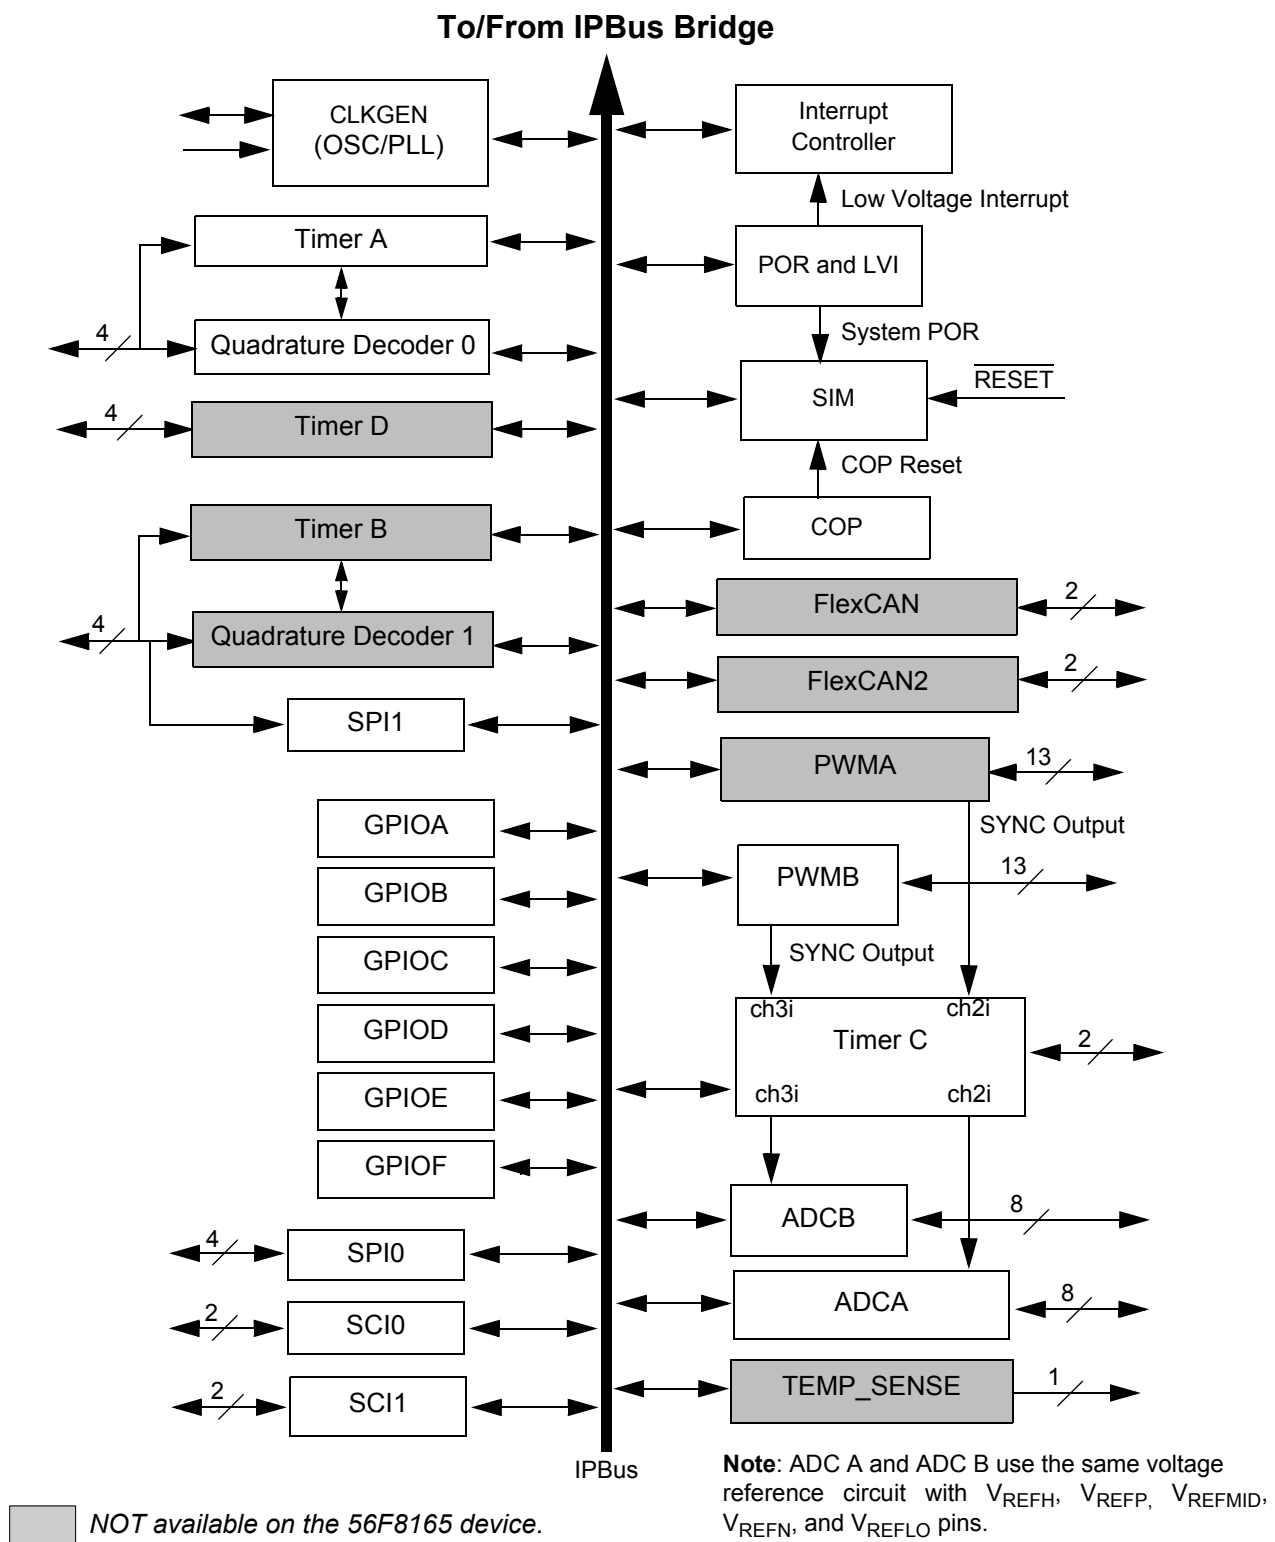 To/From IPBus Bridge
CLKGEN
(OSC/PLL)
Interrupt
Controller
Low Voltage Interrupt
Timer A
POR and LVI
4
Quadrature Decoder 0
System POR
SIM
RESET
4
Timer D
COP Reset
COP
Timer B
FlexCAN
2
4
Quadrature Decoder 1
FlexCAN2
2
SPI1
PWMA
13
SYNC Output
GPIOA
PWMB
13
GPIOB
SYNC Output
GPIOC
ch3i
ch2i
Timer C
2
GPIOD
ch3i
ch2i
GPIOE
GPIOF
ADCB
8
4
SPI0
ADCA
8
2
SCI0
TEMP_SENSE
1
2
SCI1
IPBus
Note: ADC A and ADC B use the same voltage
reference circuit with VREFH, VREFP, VREFMID,
VREFN, and VREFLO pins.
NOT available on the 56F8165 device.